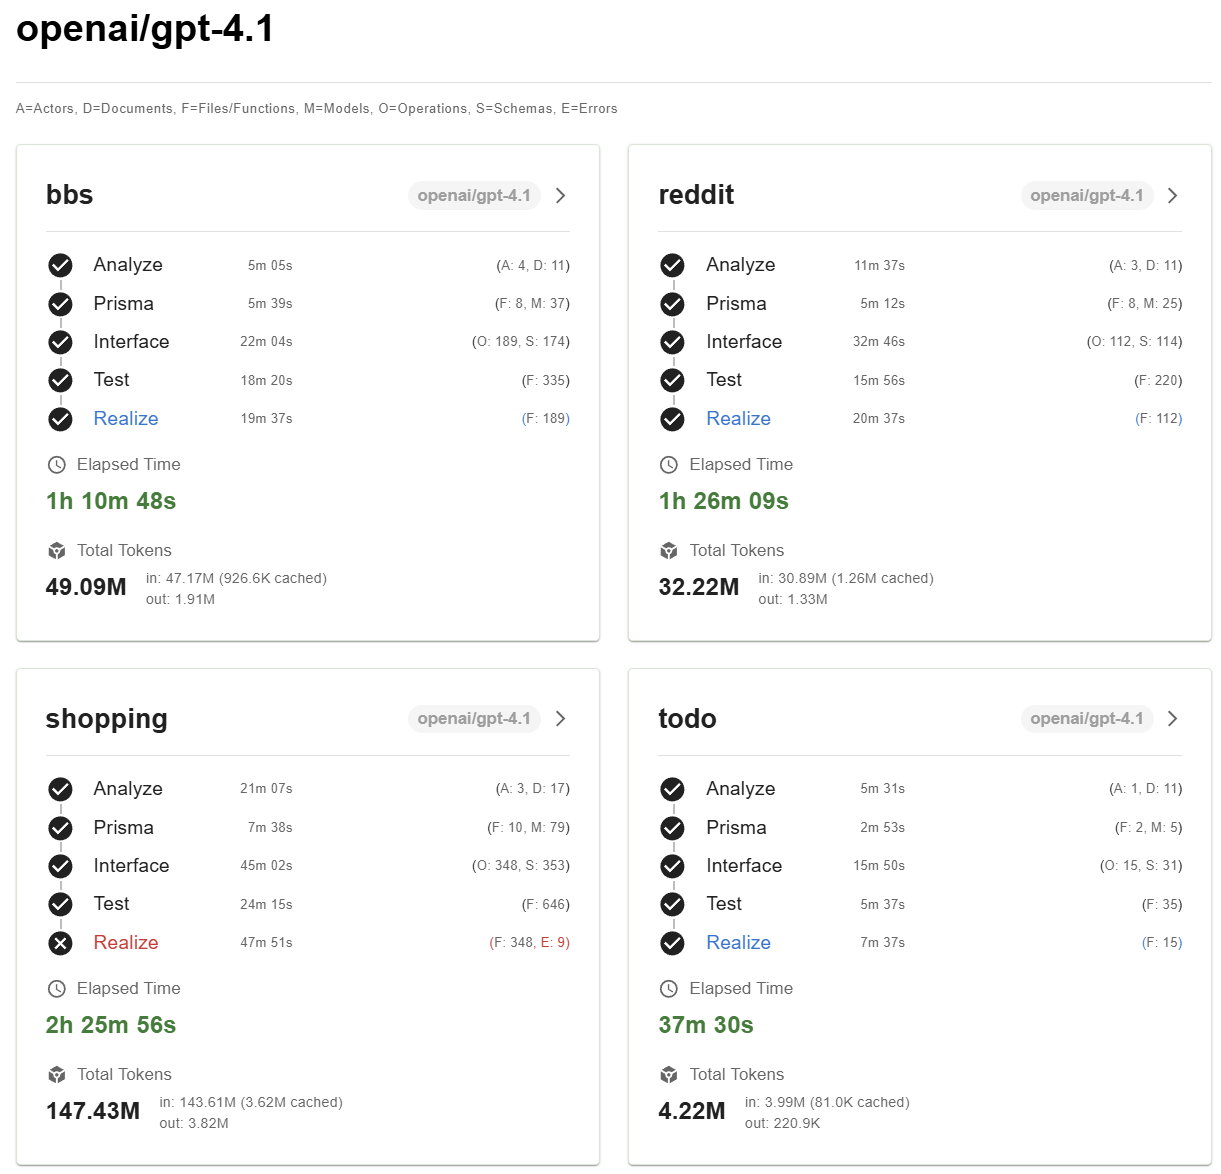 openai/gpt-4.1
A=Actors, D=Documents, F=Files/Functions, M=Models, O=Operations, S=Schemas, E=Errors
bbs openai/gpt-4.1
Analyze 5m 05s (A: 4, D: 11)
Prisma 5m 39s (F: 8, M: 37)
Interface 22m 04s (O: 189, S: 174)
Test 18m 20s (F: 335)
Realize 19m 37s (F: 189)
Elapsed Time
1h 10m 48s
Total Tokens
49.09M
in: 47.17M (926.6K cached)
out: 1.91M
reddit openai/gpt-4.1
Analyze 11m 37s (A: 3, D: 11)
Prisma 5m 12s (F: 8, M: 25)
Interface 32m 46s (O: 112, S: 114)
Test 15m 56s (F: 220)
Realize 20m 37s (F: 112)
Elapsed Time
1h 26m 09s
Total Tokens
32.22M
in: 30.89M (1.26M cached)
out: 1.33M
shopping openai/gpt-4.1
Analyze 21m 07s (A: 3, D: 17)
Prisma 7m 38s (F: 10, M: 79)
Interface 45m 02s (O: 348, S: 353)
Test 24m 15s (F: 646)
Realize 47m 51s (F: 348, E: 9)
Elapsed Time
2h 25m 56s
Total Tokens
147.43M
in: 143.61M (3.62M cached)
out: 3.82M
todo openai/gpt-4.1
Analyze 5m 31s (A: 1, D: 11)
Prisma 2m 53s (F: 2, M: 5)
Interface 15m 50s (O: 15, S: 31)
Test 5m 37s (F: 35)
Realize 7m 37s (F: 15)
Elapsed Time
37m 30s
Total Tokens
4.22M
in: 3.99M (81.0K cached)
out: 220.9K